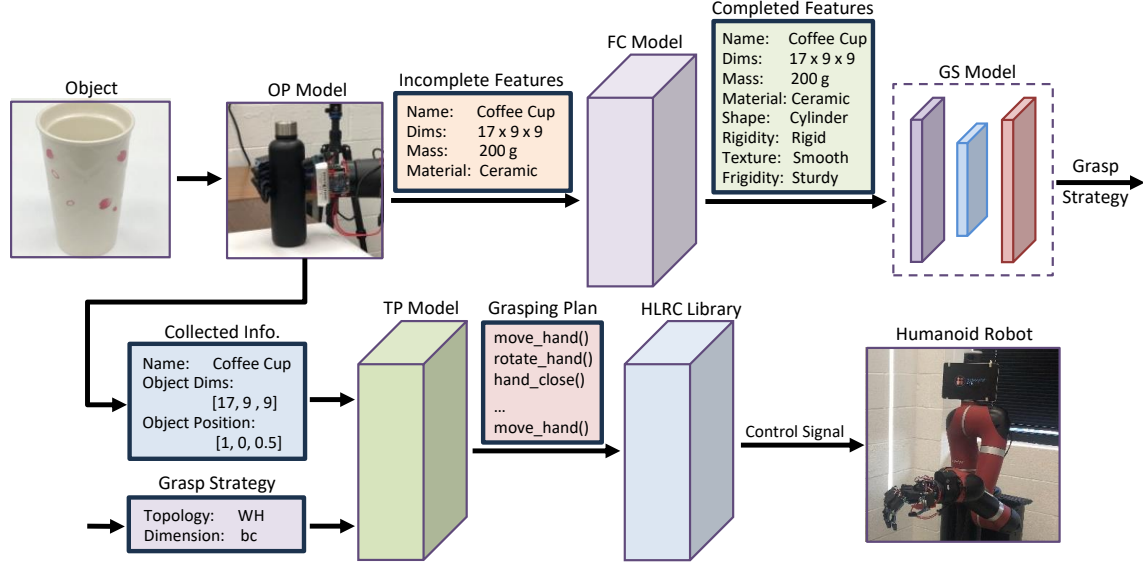 Object
OP Model
Incomplete Features
Name: Coffee Cup
Dims: 17 x 9 x 9
Mass: 200 g
Material: Ceramic
FC Model
Completed Features
Name: Coffee Cup
Dims: 17 x 9 x 9
Mass: 200 g
Material: Ceramic
Shape: Cylinder
Rigidity: Rigid
Texture: Smooth
Frigidity: Sturdy
GS Model
Grasp
Strategy
Collected Info.
Name: Coffee Cup
Object Dims:
[17, 9 , 9]
Object Position:
[1, 0, 0.5]
Grasp Strategy
Topology: WH
Dimension: bc
TP Model
Grasping Plan
move_hand()
rotate_hand()
hand_close()
...
move_hand()
HLRC Library
Control Signal
Humanoid Robot